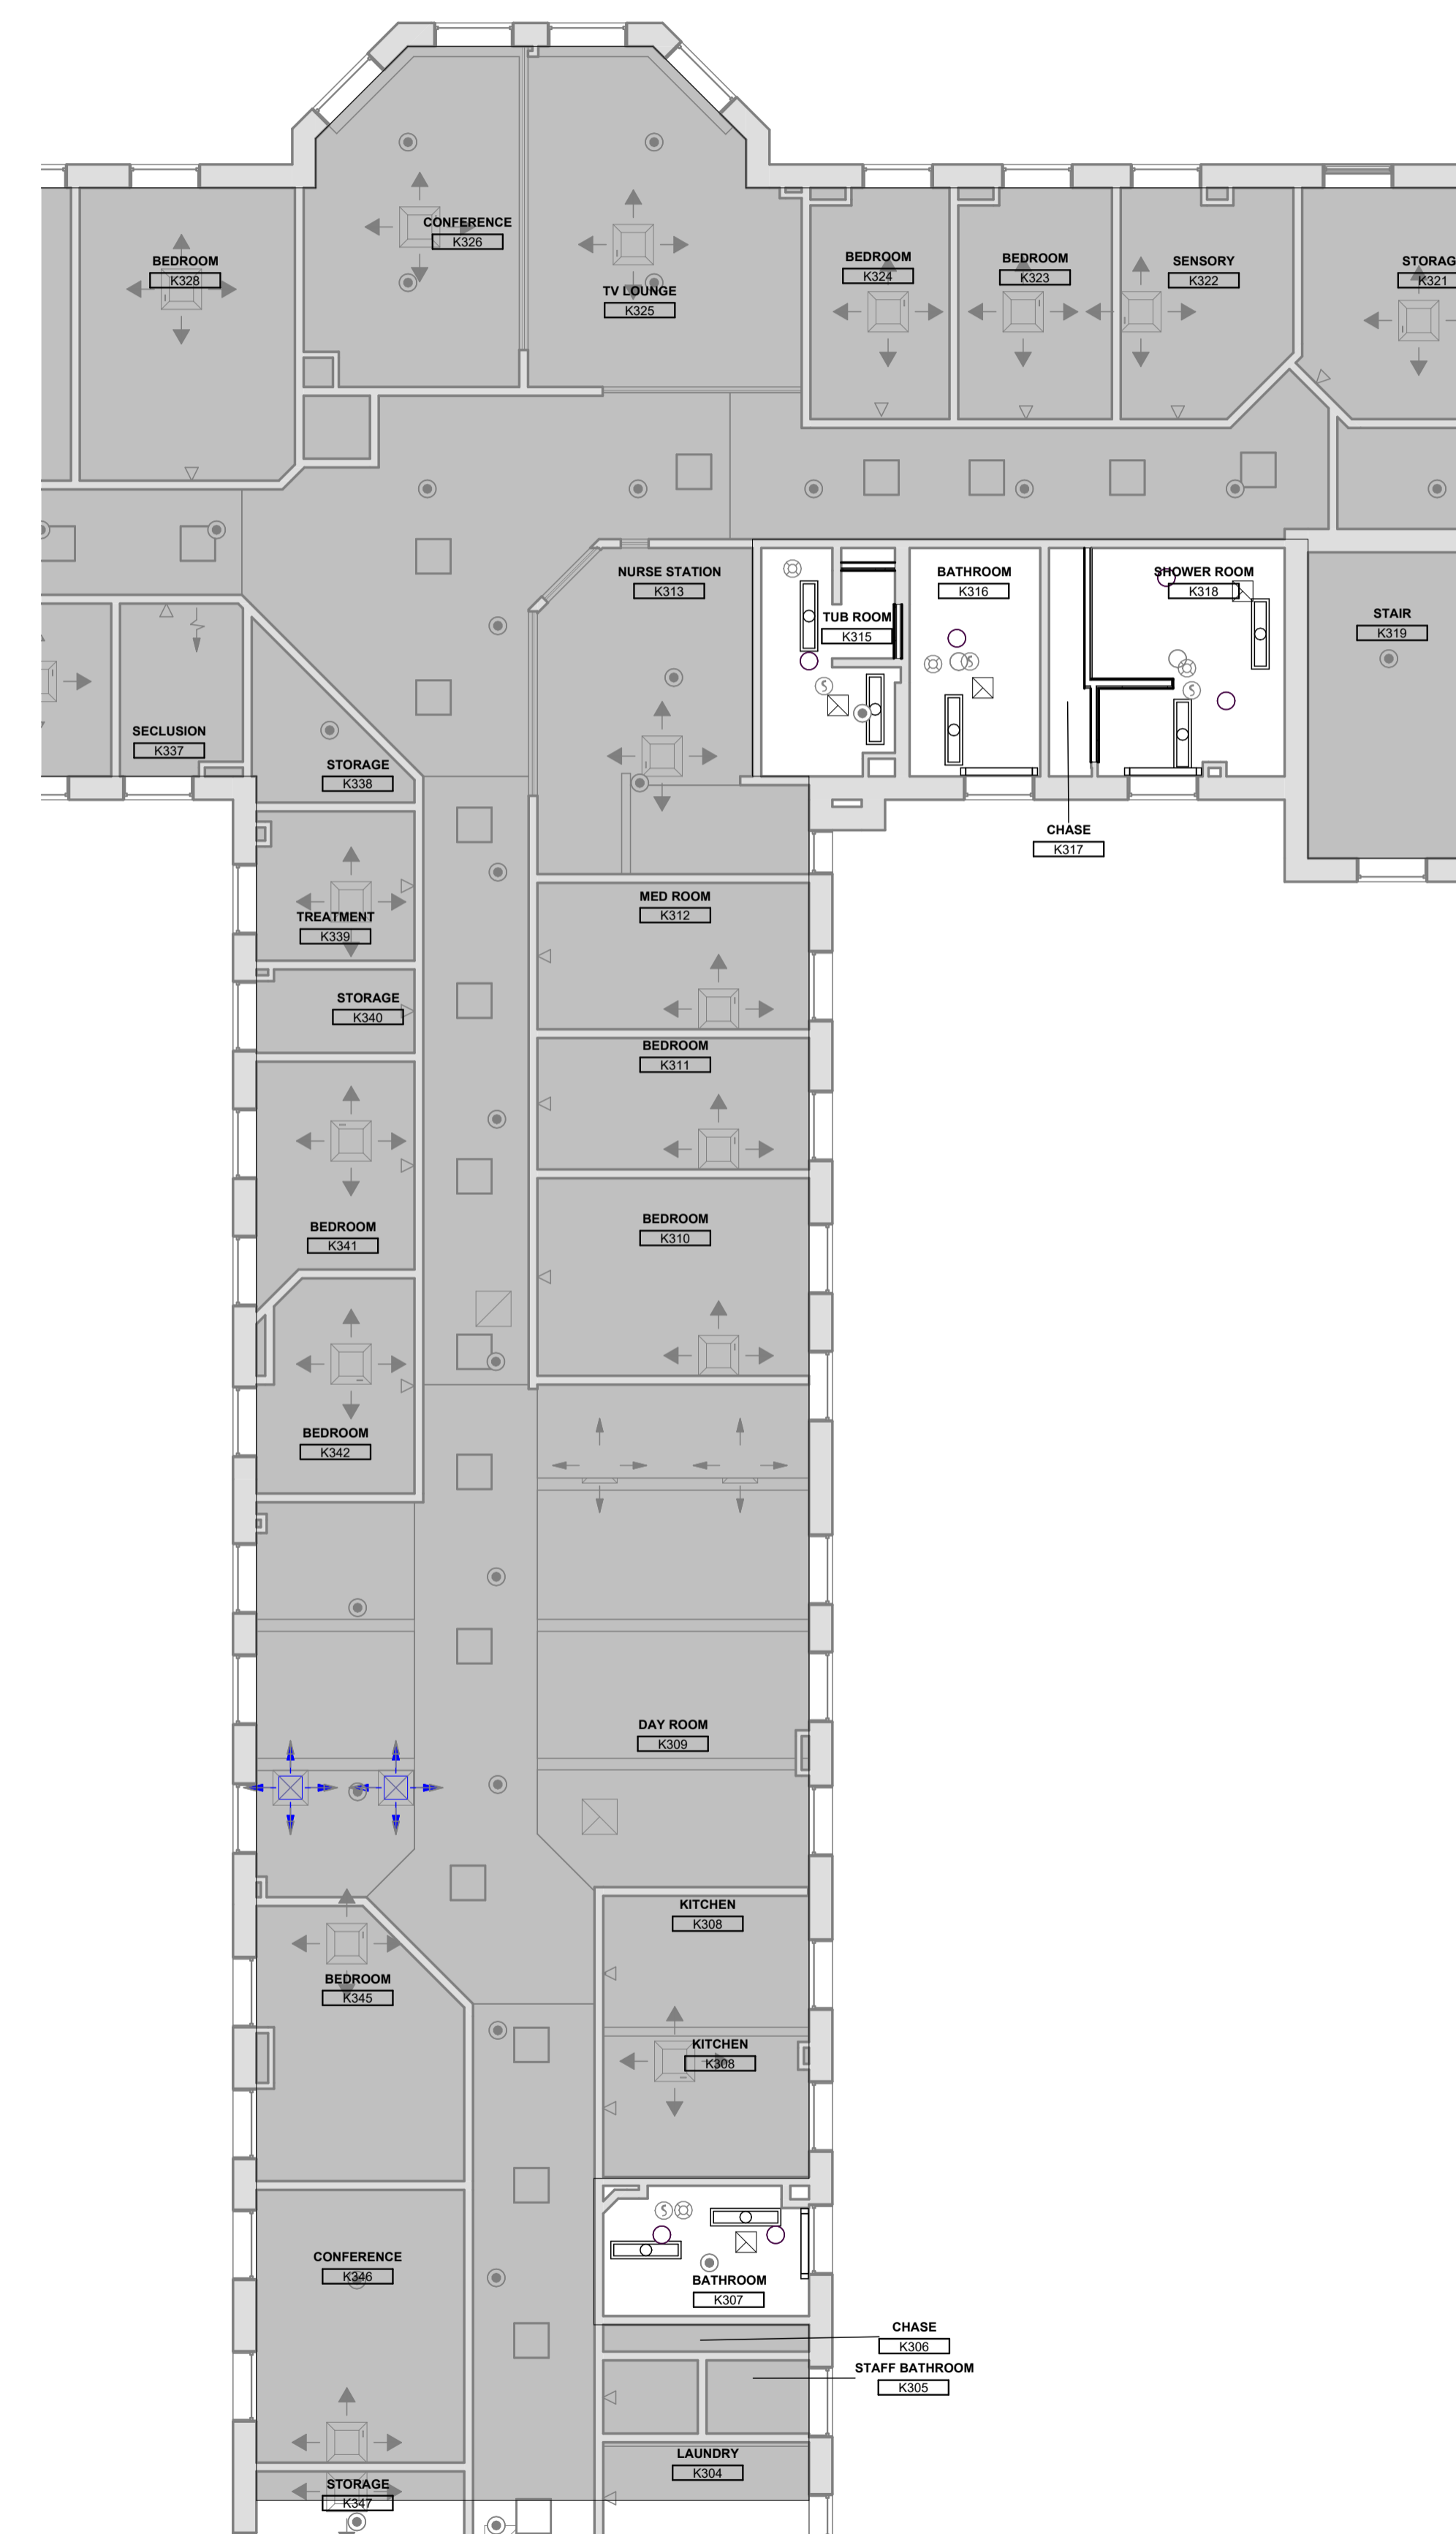 CONFERENCE
K326
BEDROOM
K328
TV LOUNGE
K325
BEDROOM
K324
BEDROOM
K323
SENSORY
K322
STORAG
K321
NURSE STATION
K313
TUB ROOM
K315
BATHROOM
K316
SHOWER ROOM
K318
STAIR
K319
S
S
S
SECLUSION
K337
STORAGE
K338
CHASE
K317
TREATMENT
K339
MED ROOM
K312
STORAGE
K340
BEDROOM
K311
BEDROOM
K341
BEDROOM
K310
BEDROOM
K342
DAY ROOM
K309
KITCHEN
K308
BEDROOM
K345
KITCHEN
K308
S
CONFERENCE
K346
BATHROOM
K307
CHASE
K306
STAFF BATHROOM
K305
LAUNDRY
K304
STORAGE
K347